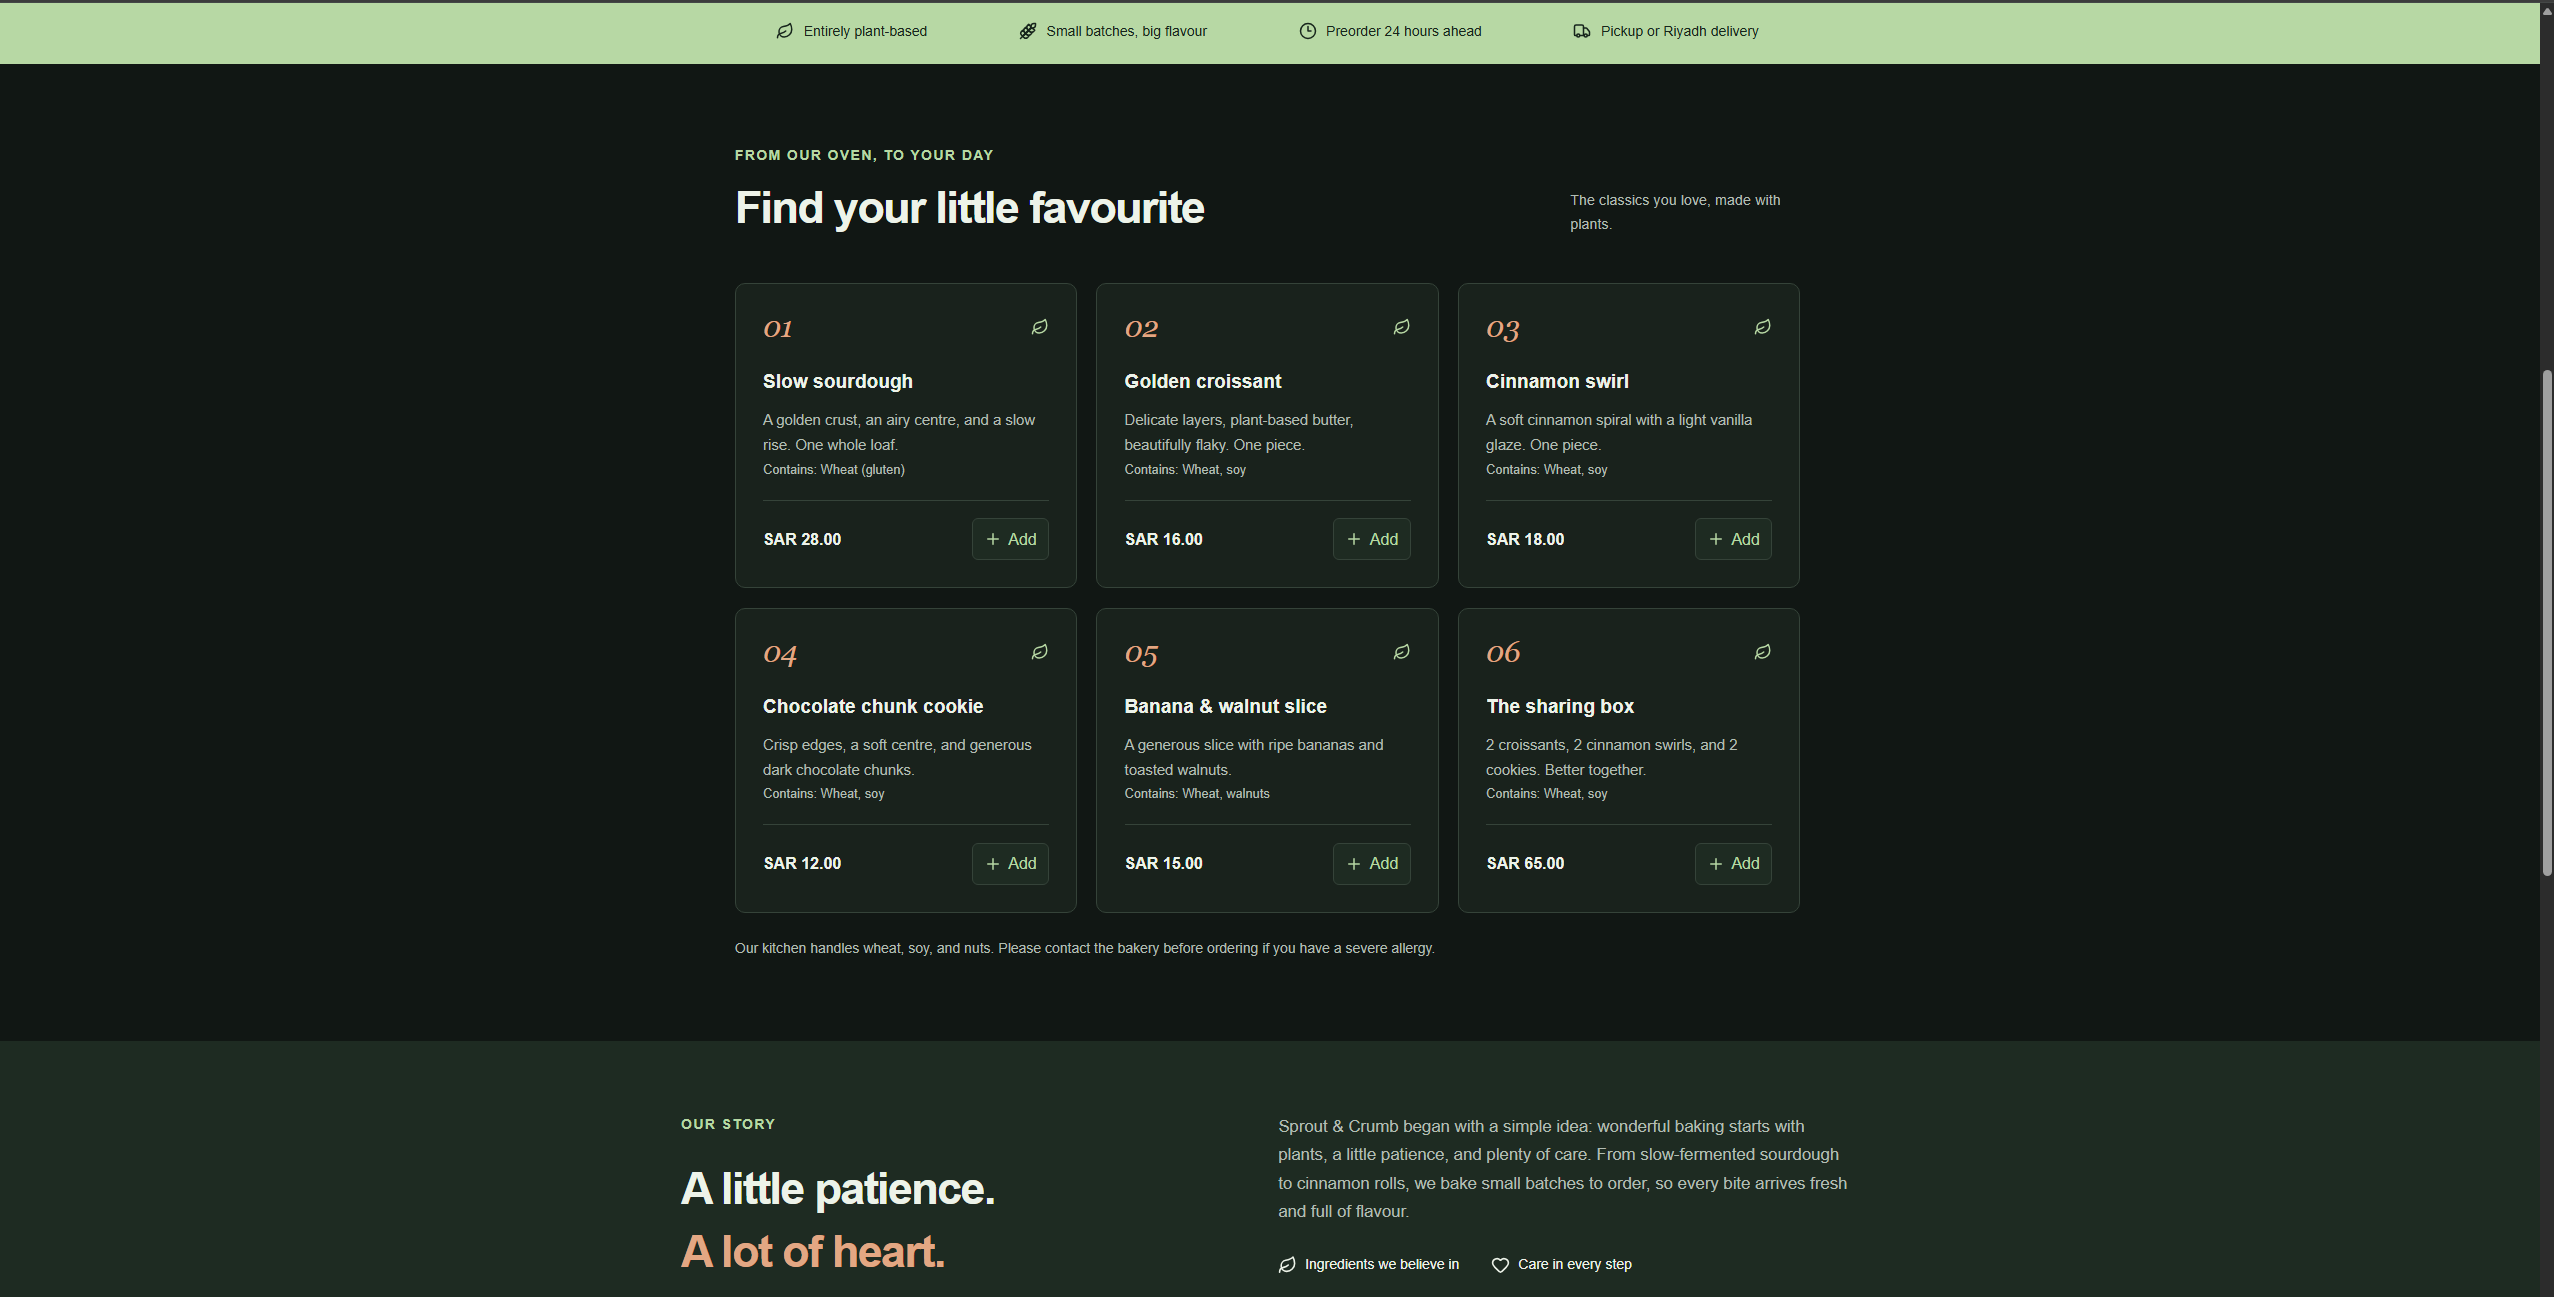 Entirely plant-based
Small batches, big flavour
Preorder 24 hours ahead
Pickup or Riyadh delivery
FROM OUR OVEN, TO YOUR DAY
Find your little favourite
The classics you love, made with
plants.
01
Slow sourdough
A golden crust, an airy centre, and a slow
rise. One whole loaf.
Contains: Wheat (gluten)
SAR 28.00
+ Add
02
Golden croissant
Delicate layers, plant-based butter,
beautifully flaky. One piece.
Contains: Wheat, soy
SAR 16.00
+ Add
03
Cinnamon swirl
A soft cinnamon spiral with a light vanilla
glaze. One piece.
Contains: Wheat, soy
SAR 18.00
+ Add
04
Chocolate chunk cookie
Crisp edges, a soft centre, and generous
dark chocolate chunks.
Contains: Wheat, soy
SAR 12.00
+ Add
05
Banana & walnut slice
A generous slice with ripe bananas and
toasted walnuts.
Contains: Wheat, walnuts
SAR 15.00
+ Add
06
The sharing box
2 croissants, 2 cinnamon swirls, and 2
cookies. Better together.
Contains: Wheat, soy
SAR 65.00
+ Add
Our kitchen handles wheat, soy, and nuts. Please contact the bakery before ordering if you have a severe allergy.
OUR STORY
A little patience.
A lot of heart.
Sprout & Crumb began with a simple idea: wonderful baking starts with
plants, a little patience, and plenty of care. From slow-fermented sourdough
to cinnamon rolls, we bake small batches to order, so every bite arrives fresh
and full of flavour.
Ingredients we believe in
Care in every step